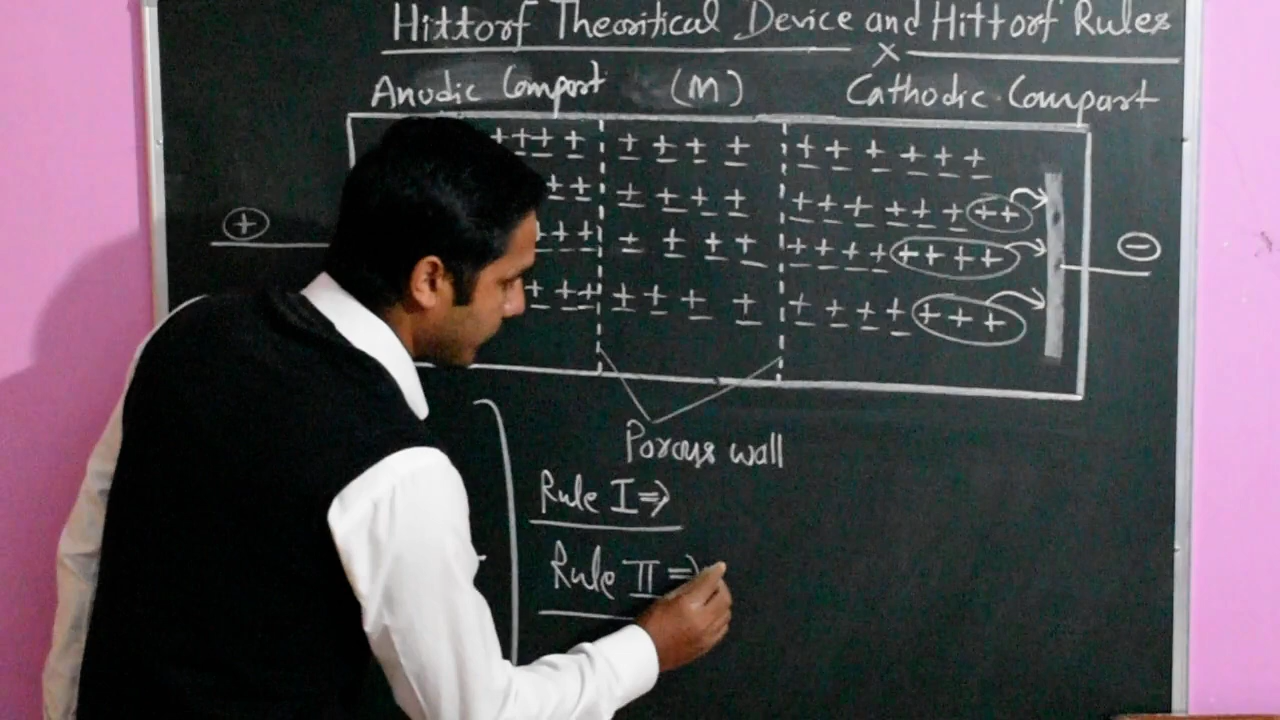 Hittorf Theoritical Device and Hittorf Rules
x
Anodic Compart (M) Cathodic Compart
++++ ± ± ± ± ± ± ± ± ± ±
± ± ± ± ± ± ± ± ± ± ± ± ++
+ ± ± ± ± ± ± ± ± ± ± ± ++++ −
± ± ± ± ± ± ± ± ± ± ± +++
Porous wall
Rule I ⇒
Rule II ⇒